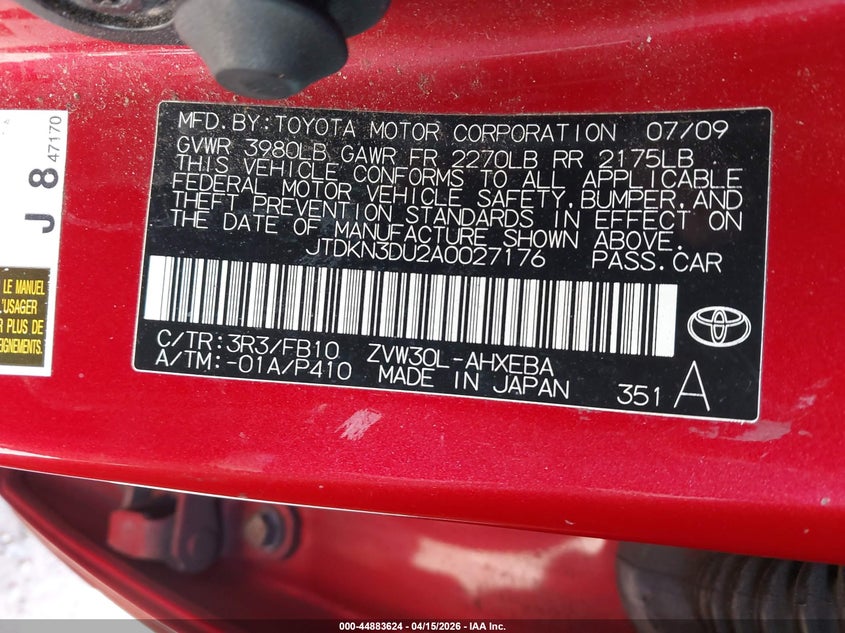 J 8 47170
LE MANUEL
L'USAGER
R PLUS DE
EIGNEMENTS.
MFD. BY: TOYOTA MOTOR CORPORATION 07/09
GVWR 3980LB GAWR FR 2270LB RR 2175LB
THIS VEHICLE CONFORMS TO ALL APPLICABLE
FEDERAL MOTOR VEHICLE SAFETY, BUMPER, AND
THEFT PREVENTION STANDARDS IN EFFECT ON
THE DATE OF MANUFACTURE SHOWN ABOVE.
JTDKN3DU2A0027176 PASS. CAR
C/TR: 3R3/FB10 ZVW30L-AHXEBA
A/TM: -01A/P410 MADE IN JAPAN 351 A
000-44883624 - 04/15/2026 - IAA Inc.